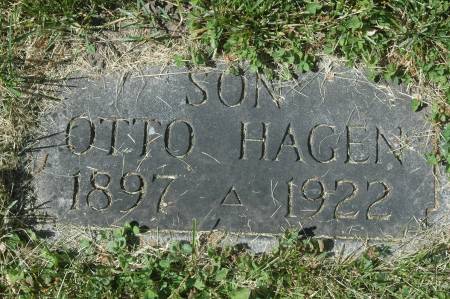 SON
OTTO HAGEN
1897 ▵ 1922